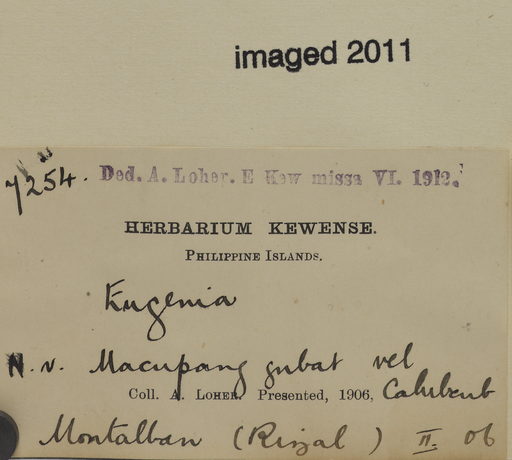 imaged 2011
7254. Ded. A. Loher. E Kew missa VI. 1912.
HERBARIUM KEWENSE.
PHILIPPINE ISLANDS.
Eugenia
N. v. Macupang gubat vel
Coll. A. LOHER. Presented, 1906,
Montalban (Rizal) II. 06